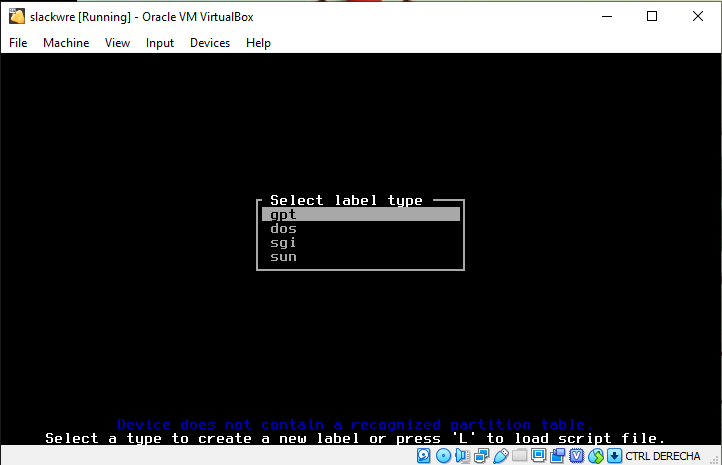 slackwre [Running] - Oracle VM VirtualBox
File Machine View Input Devices Help
Select label type
gpt
dos
sgi
sun
Device does not contain a recognized partition table.
Select a type to create a new label or press 'L' to load script file.
CTRL DERECHA